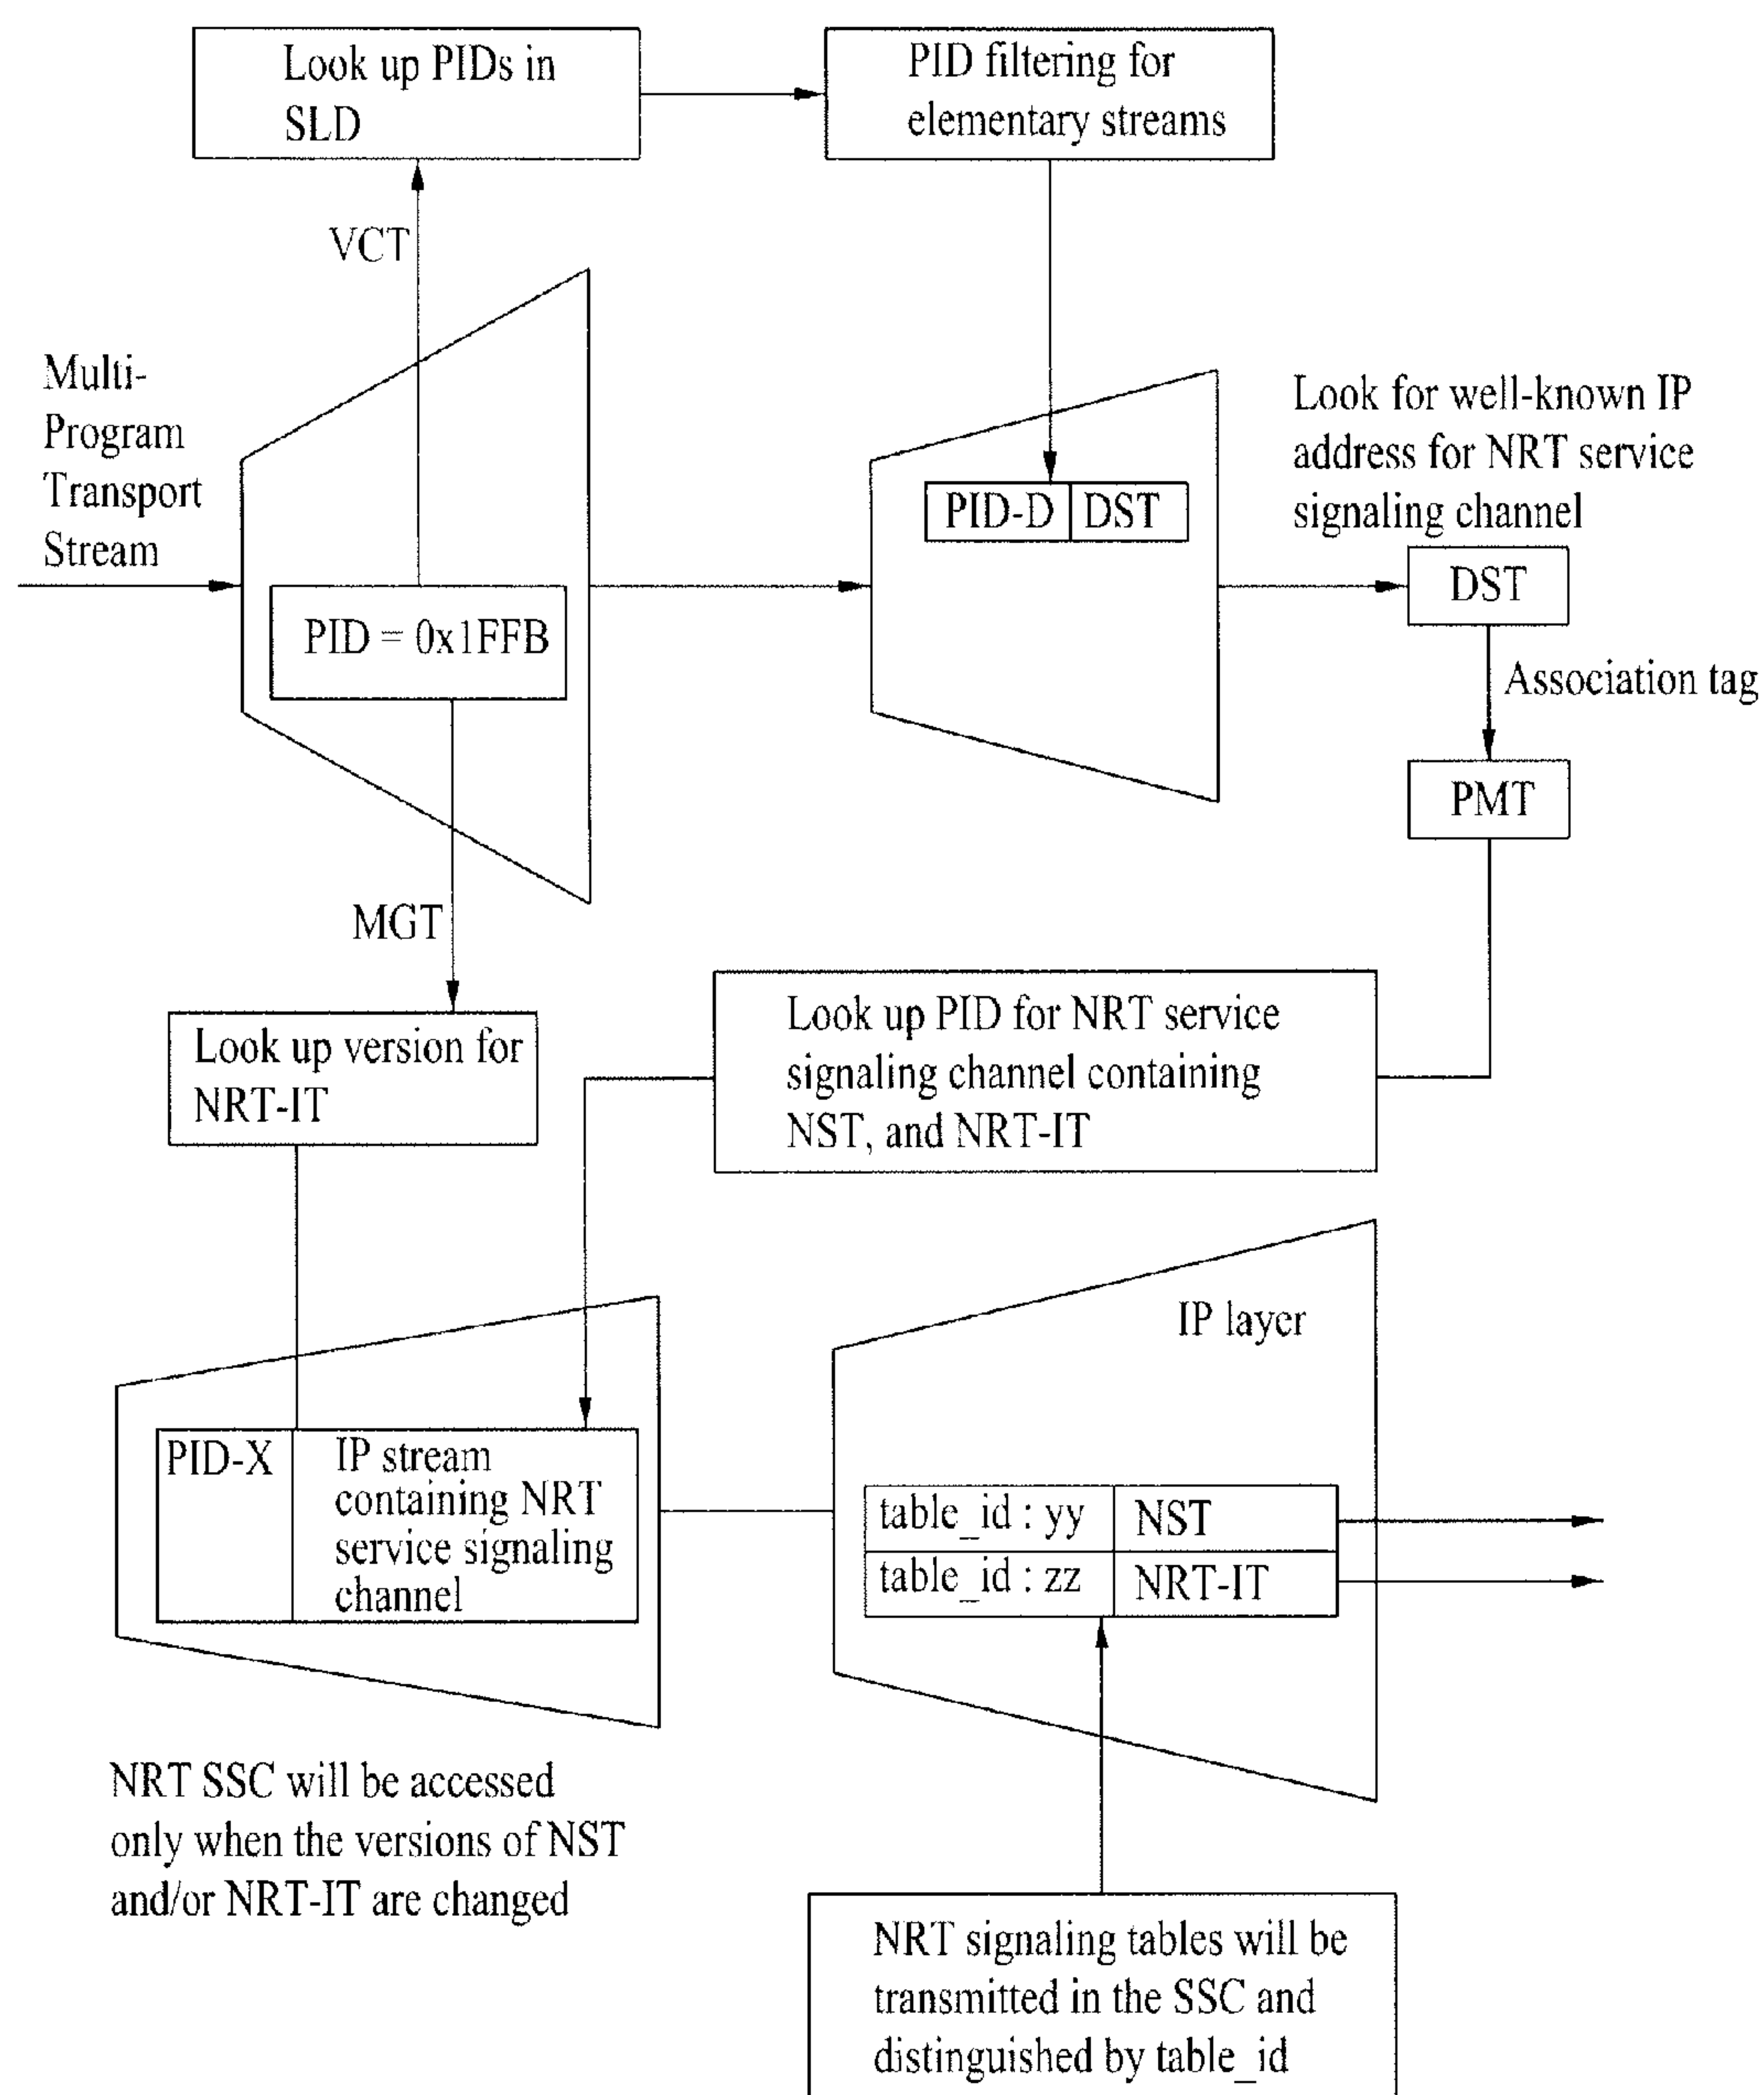 Look up PIDs in
SLD
PID filtering for
elementary streams
VCT
Multi-
Program
Transport
Stream
PID = 0x1FFB
PID-D DST
Look for well-known IP
address for NRT service
signaling channel
DST
Association tag
PMT
MGT
Look up version for
NRT-IT
Look up PID for NRT service
signaling channel containing
NST, and NRT-IT
IP layer
PID-X
IP stream
containing NRT
service signaling
channel
table_id : yy NST
table_id : zz NRT-IT
NRT SSC will be accessed
only when the versions of NST
and/or NRT-IT are changed
NRT signaling tables will be
transmitted in the SSC and
distinguished by table_id